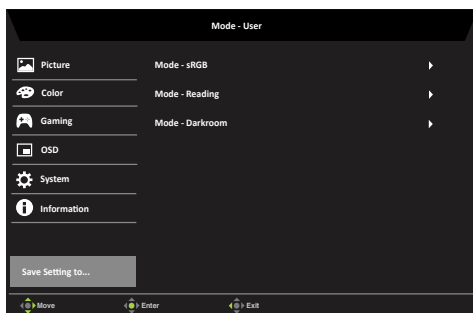 Mode - User
Picture
Color
Gaming
OSD
System
Information
Save Setting to...
Mode - sRGB
Mode - Reading
Mode - Darkroom
Move
Enter
Exit